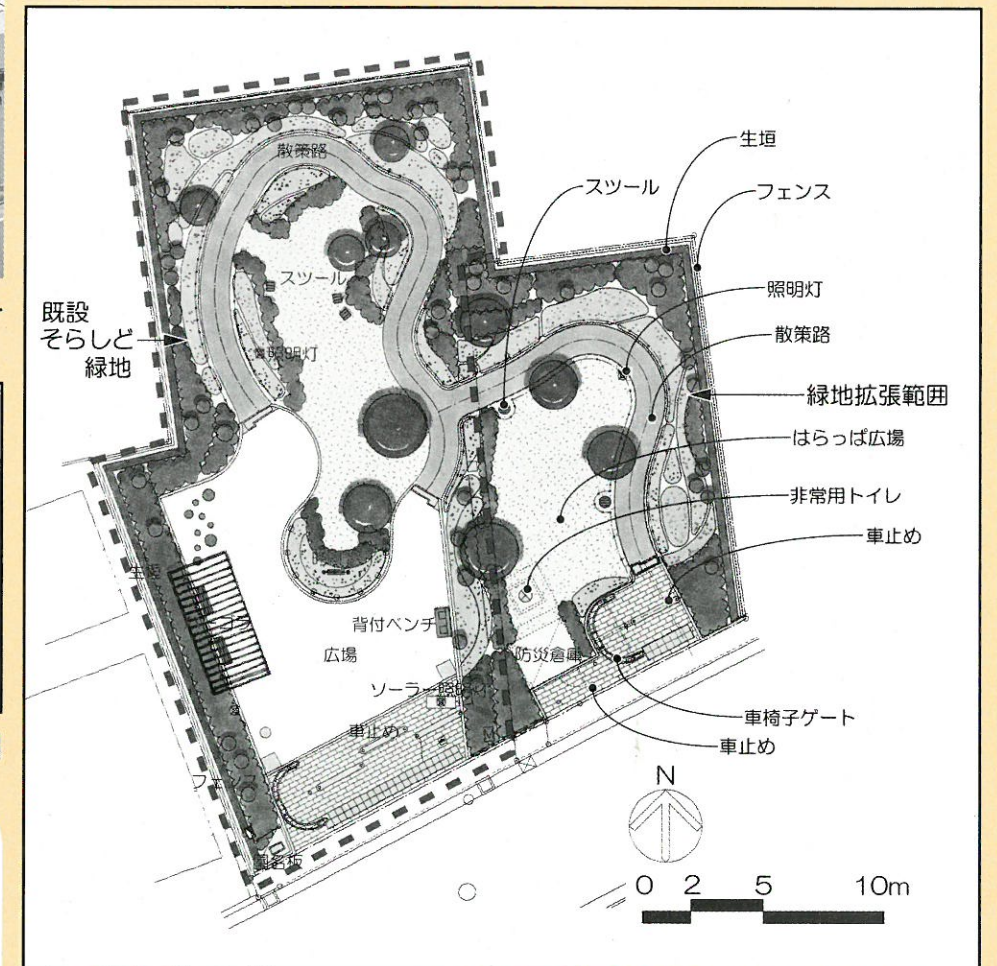 散策路
生垣
スツール
フェンス
スツール
照明灯
既設
そらしど
緑地
散策路
照明灯
緑地拡張範囲
はらっぱ広場
非常用トイレ
車止め
背付ベンチ
広場
防災倉庫
ソーラー照明
車椅子ゲート
車止め
車止め
フェンス
園名板
N
0 2 5 10m